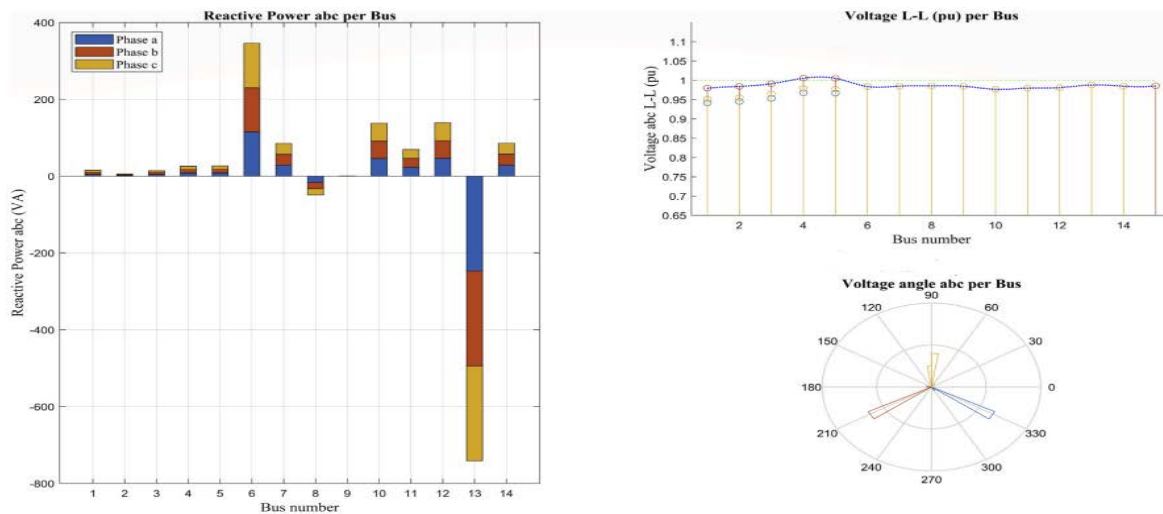 Reactive Power abc per Bus
400
200
0
-200
-400
-600
-800
Reactive Power abc (VA)
Phase a
Phase b
Phase c
1 2 3 4 5 6 7 8 9 10 11 12 13 14
Bus number
Voltage L-L (pu) per Bus
1.1
1.05
1
0.95
0.9
0.85
0.8
0.75
0.7
0.65
Voltage abc L-L (pu)
2 4 6 8 10 12 14
Bus number
Voltage angle abc per Bus
90
120 60
150 30
180 0
210 330
240 300
270